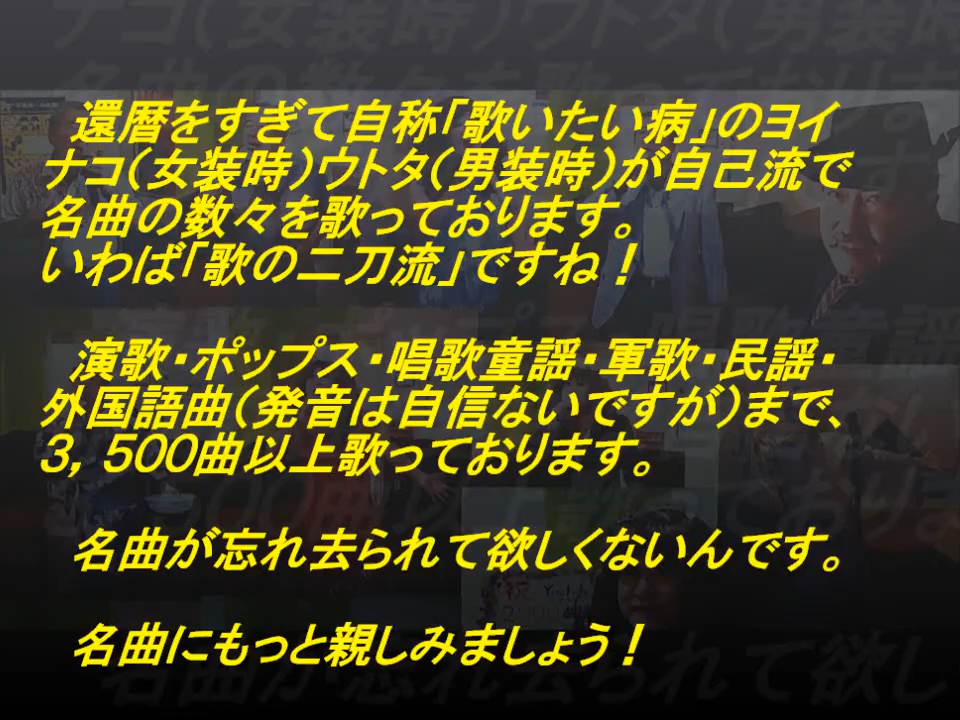 還暦をすぎて自称「歌いたい病」のヨイ
ナコ(女装時)ウトタ(男装時)が自己流で
名曲の数々を歌っております。
いわば「歌の二刀流」ですね!
演歌・ポップス・唱歌童謡・軍歌・民謡・
外国語曲(発音は自信ないですが)まで、
3,500曲以上歌っております。
名曲が忘れ去られて欲しくないんです。
名曲にもっと親しみましょう!